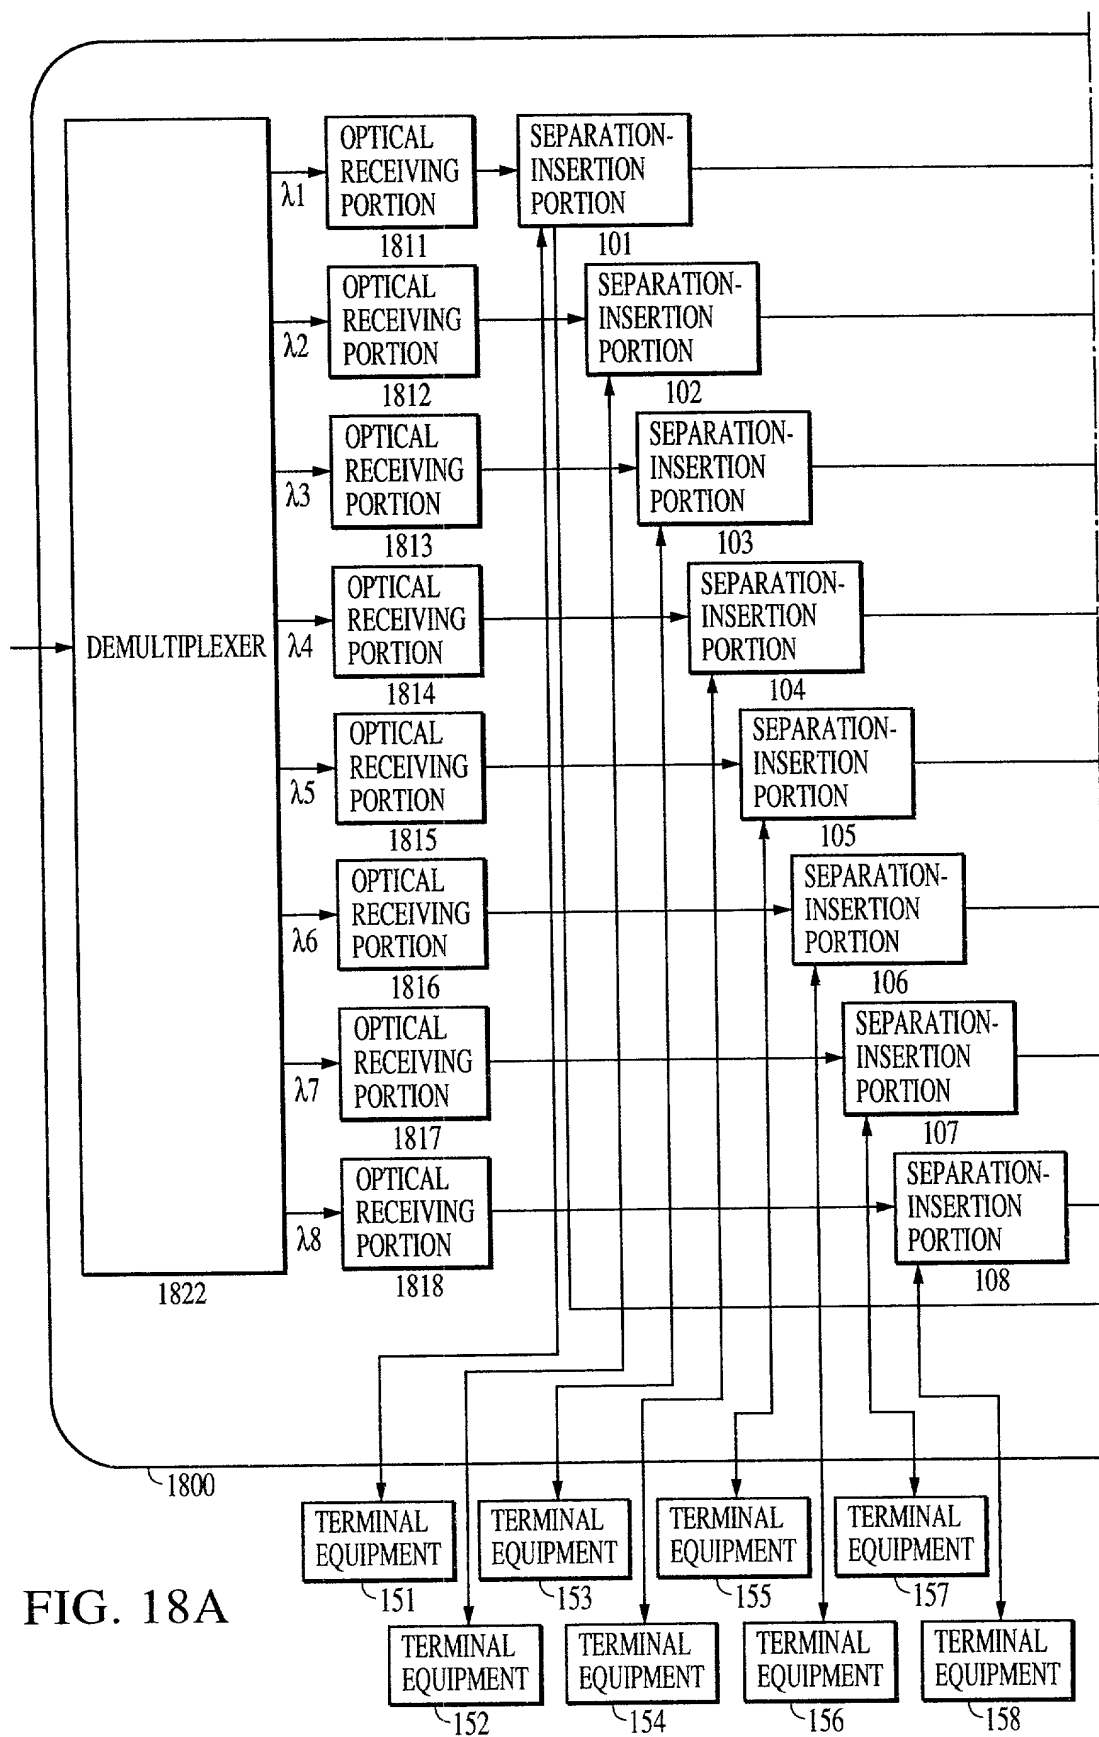 OPTICAL
RECEIVING
PORTION
1811
SEPARATION-
INSERTION
PORTION
101
λ1
OPTICAL
RECEIVING
PORTION
1812
SEPARATION-
INSERTION
PORTION
102
λ2
OPTICAL
RECEIVING
PORTION
1813
SEPARATION-
INSERTION
PORTION
103
λ3
OPTICAL
RECEIVING
PORTION
1814
SEPARATION-
INSERTION
PORTION
104
DEMULTIPLEXER
λ4
OPTICAL
RECEIVING
PORTION
1815
SEPARATION-
INSERTION
PORTION
105
λ5
OPTICAL
RECEIVING
PORTION
1816
SEPARATION-
INSERTION
PORTION
106
λ6
OPTICAL
RECEIVING
PORTION
1817
SEPARATION-
INSERTION
PORTION
107
λ7
OPTICAL
RECEIVING
PORTION
1818
SEPARATION-
INSERTION
PORTION
108
λ8
1822
1800
TERMINAL
EQUIPMENT
151
TERMINAL
EQUIPMENT
153
TERMINAL
EQUIPMENT
155
TERMINAL
EQUIPMENT
157
FIG. 18A
TERMINAL
EQUIPMENT
152
TERMINAL
EQUIPMENT
154
TERMINAL
EQUIPMENT
156
TERMINAL
EQUIPMENT
158